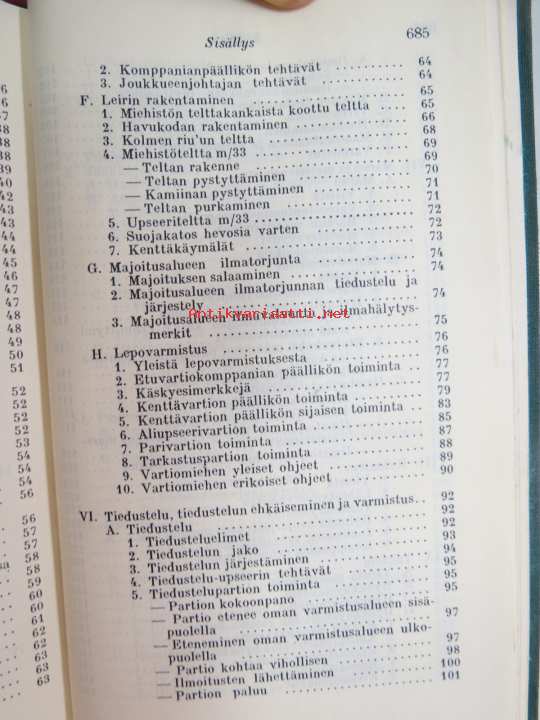 Sisällys
685
2. Komppanianpäällikön tehtävät 64
3. Joukkueenjohtajan tehtävät 64
F. Leirin rakentaminen 65
1. Miehistön telttakankaista koottu teltta 65
2. Havukodan rakentaminen 66
3. Kolmen riu'un teltta 68
4. Miehistöteltta m/33 69
— Teltan rakenne 69
— Teltan pystyttäminen 70
— Kamiinan pystyttäminen 71
— Teltan purkaminen 71
5. Upseeriteltta m/33 72
6. Suojakatos hevosia varten 72
7. Kenttäkäymälät 73
G. Majoitusalueen ilmatorjunta 74
1. Majoituksen salaaminen 74
2. Majoitusalueen ilmatorjunnan tiedustelu ja
järjestely 74
3. Majoitusalueen ilmavalvonta, ilmahälytys-
merkit 75
Antikvariditti.net
H. Lepovarmistus 76
1. Yleistä lepovarmistuksesta 76
2. Etuvartiokomppanian päällikön toiminta 77
3. Käskyesimerkkejä 77
4. Kenttävartion päällikön toiminta 79
5. Kenttävartion päällikön sijaisen toiminta 83
6. Aliupseerivartion toiminta 85
7. Parivartion toiminta 87
8. Tarkastuspartion toiminta 88
9. Vartiomiehen yleiset ohjeet 89
10. Vartiomiehen erikoiset ohjeet 90
VI. Tiedustelu, tiedustelun ehkäiseminen ja varmistus 92
A. Tiedustelu 92
1. Tiedusteluelimet 92
2. Tiedustelun jako 93
3. Tiedustelun järjestäminen 94
4. Tiedustelu-upseerin tehtävät 95
5. Tiedustelupartion toiminta 95
— Partion kokoonpano 95
— Partio etenee oman varmistusalueen sisä-
puolella 97
— Eteneminen oman varmistusalueen ulko-
puolella 97
— Partio kohtaa vihollisen 98
— Ilmoitusten lähettäminen 100
— Partion paluu 101